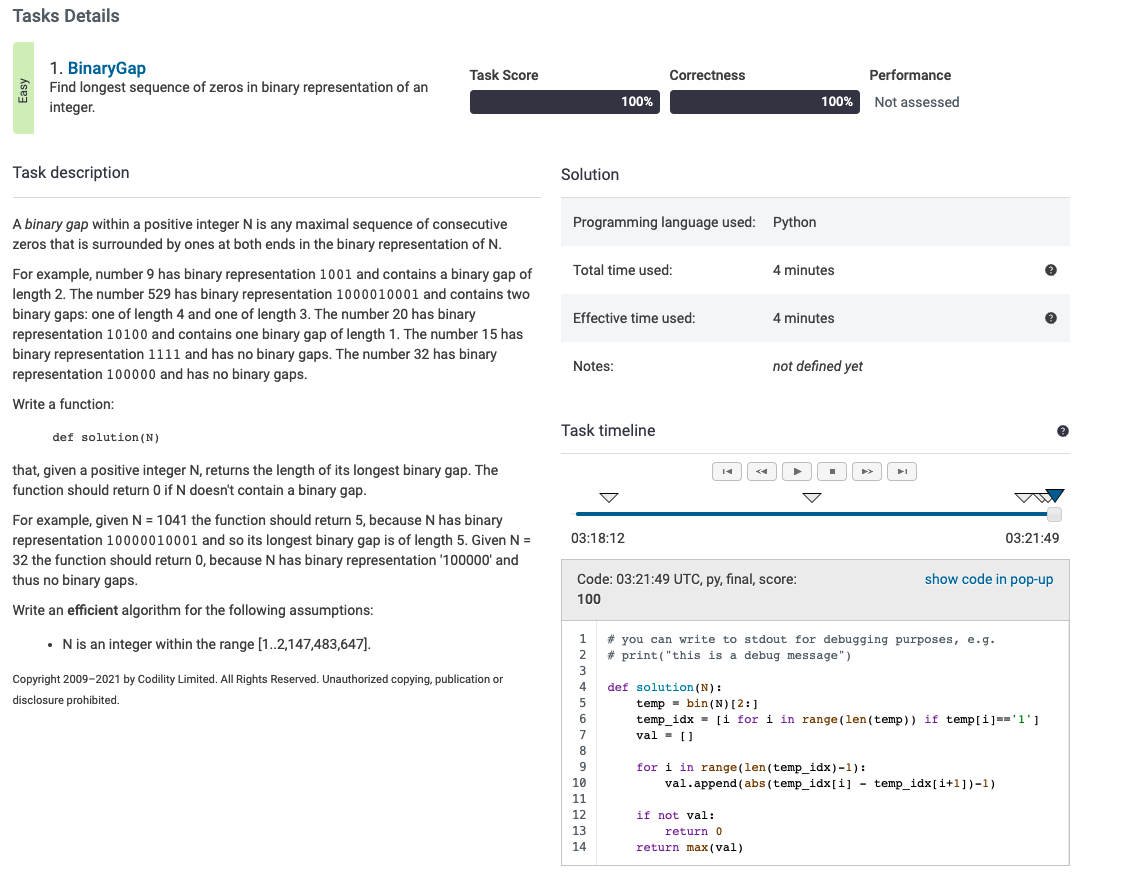 Tasks Details
Easy
1. BinaryGap
Find longest sequence of zeros in binary representation of an
integer.
Task Score
100%
Correctness
100%
Performance
Not assessed
Task description
A binary gap within a positive integer N is any maximal sequence of consecutive
zeros that is surrounded by ones at both ends in the binary representation of N.
For example, number 9 has binary representation 1001 and contains a binary gap of
length 2. The number 529 has binary representation 1000010001 and contains two
binary gaps: one of length 4 and one of length 3. The number 20 has binary
representation 10100 and contains one binary gap of length 1. The number 15 has
binary representation 1111 and has no binary gaps. The number 32 has binary
representation 100000 and has no binary gaps.
Write a function:
def solution(N)
that, given a positive integer N, returns the length of its longest binary gap. The
function should return 0 if N doesn't contain a binary gap.
For example, given N = 1041 the function should return 5, because N has binary
representation 10000010001 and so its longest binary gap is of length 5. Given N =
32 the function should return 0, because N has binary representation '100000' and
thus no binary gaps.
Write an efficient algorithm for the following assumptions:
• N is an integer within the range [1..2,147,483,647].
Copyright 2009–2021 by Codility Limited. All Rights Reserved. Unauthorized copying, publication or
disclosure prohibited.
Solution
Programming language used: Python
Total time used: 4 minutes ?
Effective time used: 4 minutes ?
Notes: not defined yet
Task timeline ?
03:18:12 03:21:49
Code: 03:21:49 UTC, py, final, score:
100
show code in pop-up
1 # you can write to stdout for debugging purposes, e.g.
2 # print("this is a debug message")
3
4 def solution(N):
5     temp = bin(N)[2:]
6     temp_idx = [i for i in range(len(temp)) if temp[i]=='1']
7     val = []
8
9     for i in range(len(temp_idx)-1):
10         val.append(abs(temp_idx[i] - temp_idx[i+1])-1)
11
12     if not val:
13         return 0
14     return max(val)